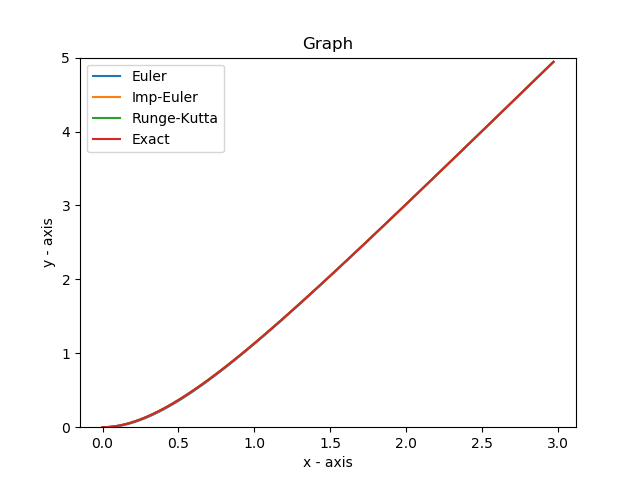 Graph
Euler
Imp-Euler
Runge-Kutta
Exact
y - axis
5
4
3
2
1
0
0.0 0.5 1.0 1.5 2.0 2.5 3.0
x - axis